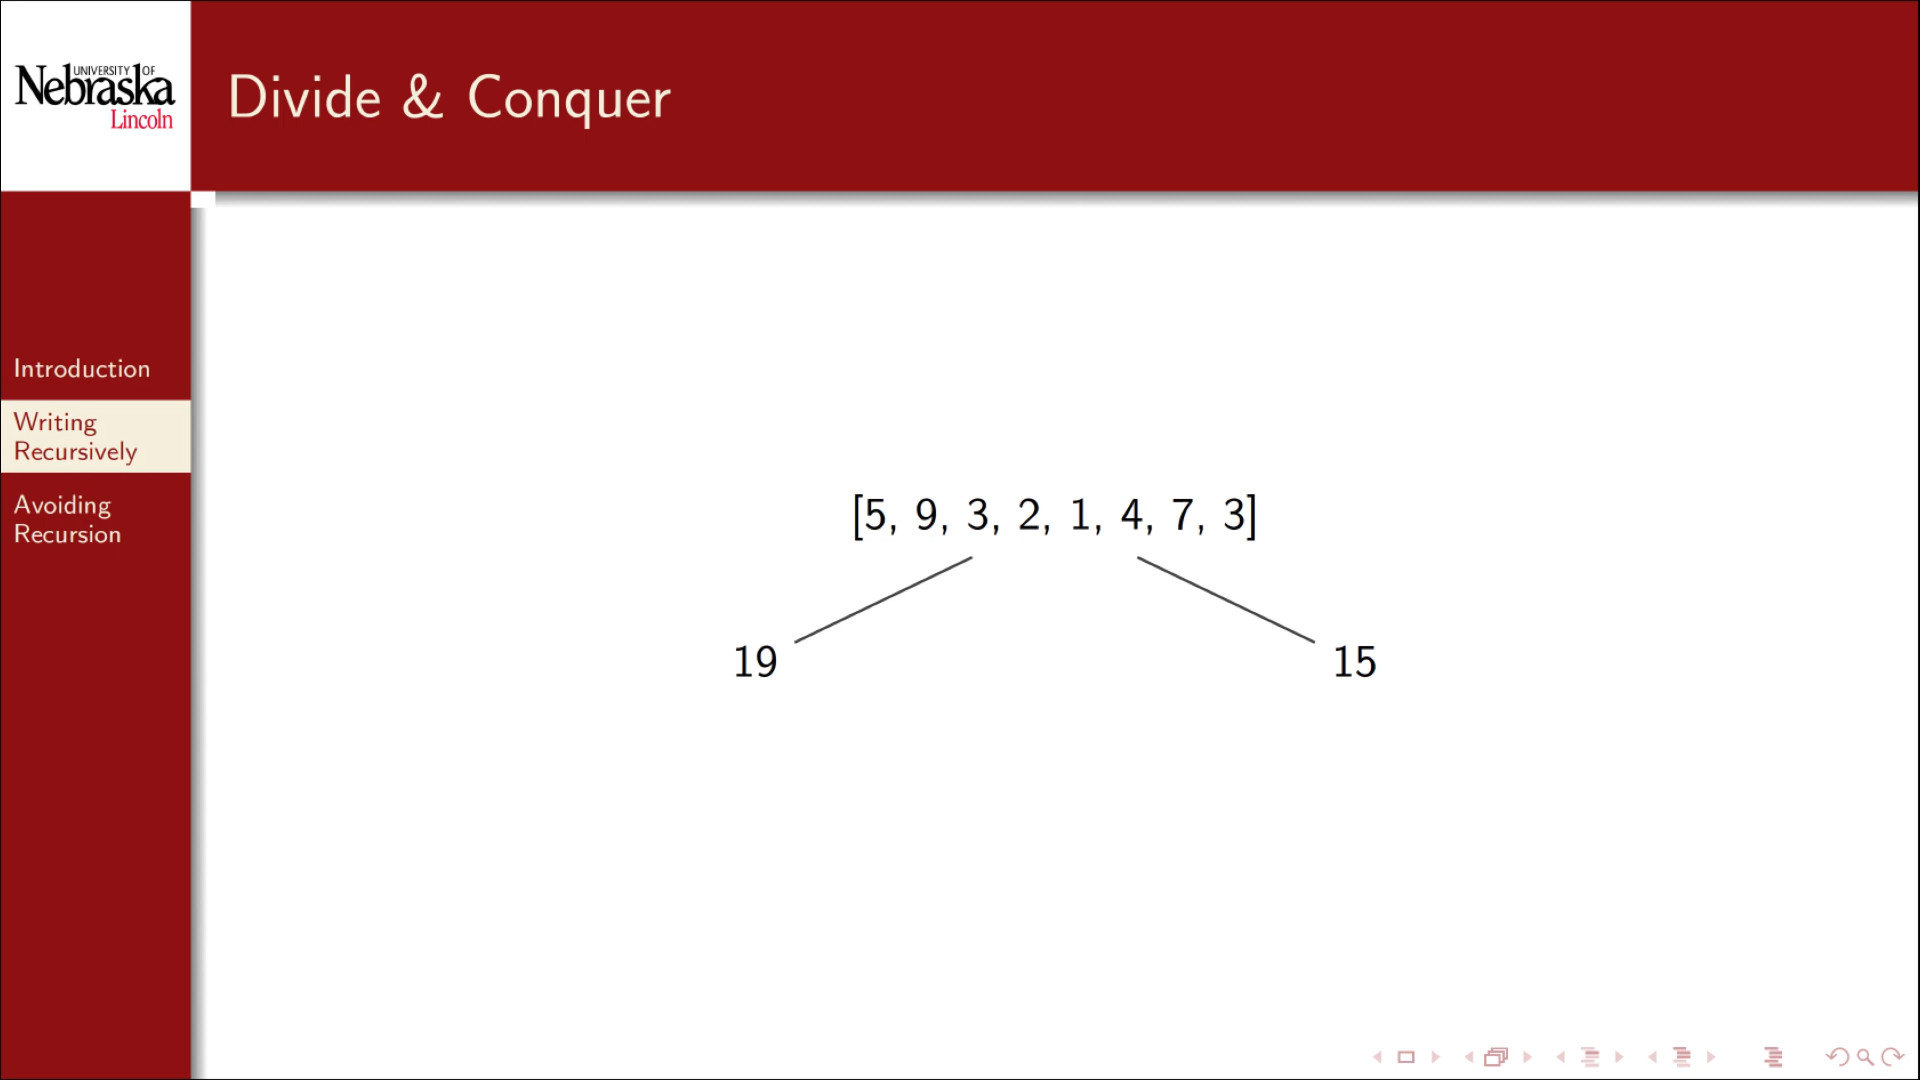 UNIVERSITY OF
Nebraska
Lincoln
Divide & Conquer
Introduction
Writing
Recursively
Avoiding
Recursion
[5, 9, 3, 2, 1, 4, 7, 3]
19
15